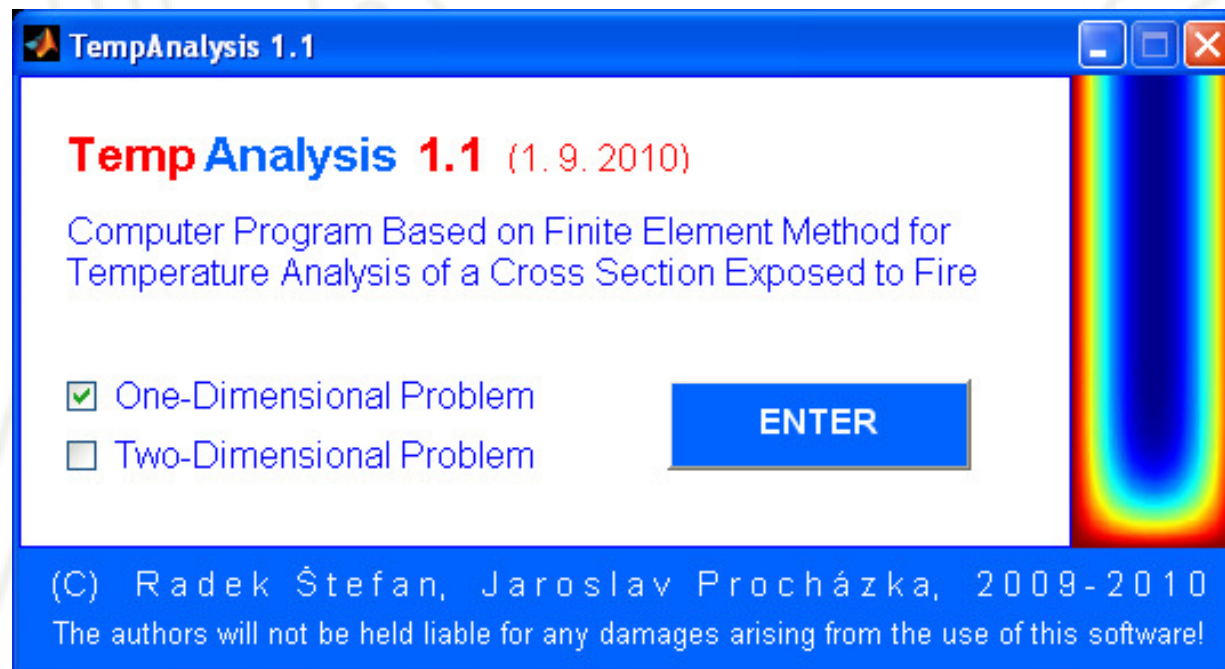 TempAnalysis 1.1
Temp Analysis 1.1 (1. 9. 2010)
Computer Program Based on Finite Element Method for
Temperature Analysis of a Cross Section Exposed to Fire
One-Dimensional Problem
ENTER
Two-Dimensional Problem
(C) Radek Štefan, Jaroslav Procházka, 2009-2010
The authors will not be held liable for any damages arising from the use of this software!